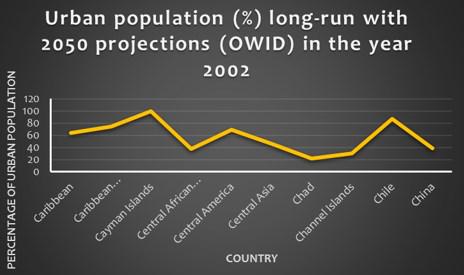 Urban population (%) long-run with
2050 projections (OWID) in the year
2002
PERCENTAGE OF URBAN POPULATION
120
100
80
60
40
20
0
Caribbean
Caribbean...
Cayman Islands
Central African...
Central America
Central Asia
Chad
Channel Islands
Chile
China
COUNTRY